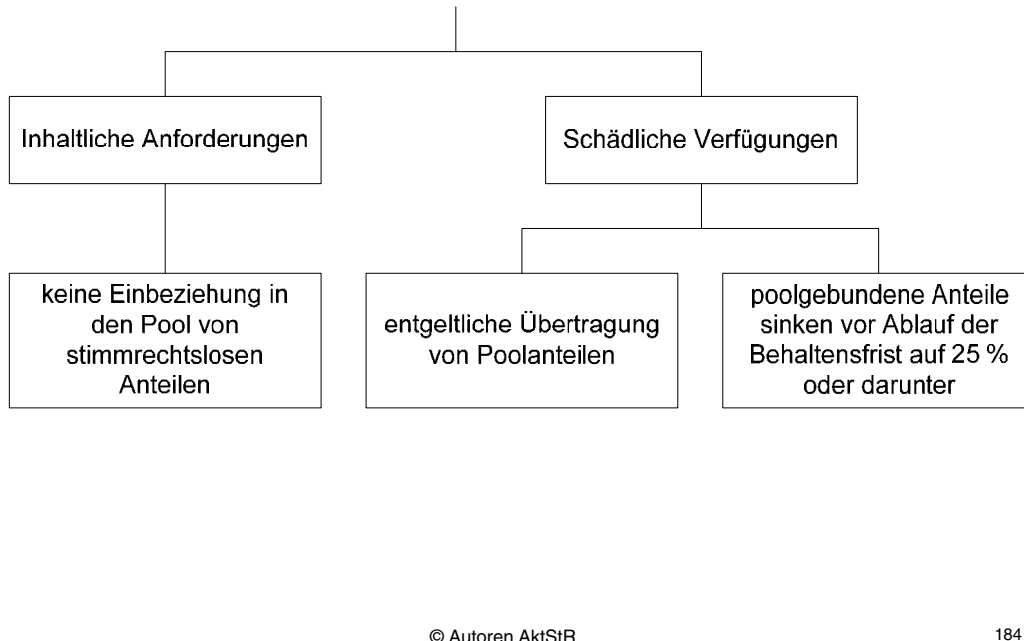 Inhaltliche Anforderungen
Schädliche Verfügungen
keine Einbeziehung in
den Pool von
stimmrechtslosen
Anteilen
entgeltliche Übertragung
von Poolanteilen
poolgebundene Anteile
sinken vor Ablauf der
Behaltensfrist auf 25 %
oder darunter
© Autoren AktStR
184